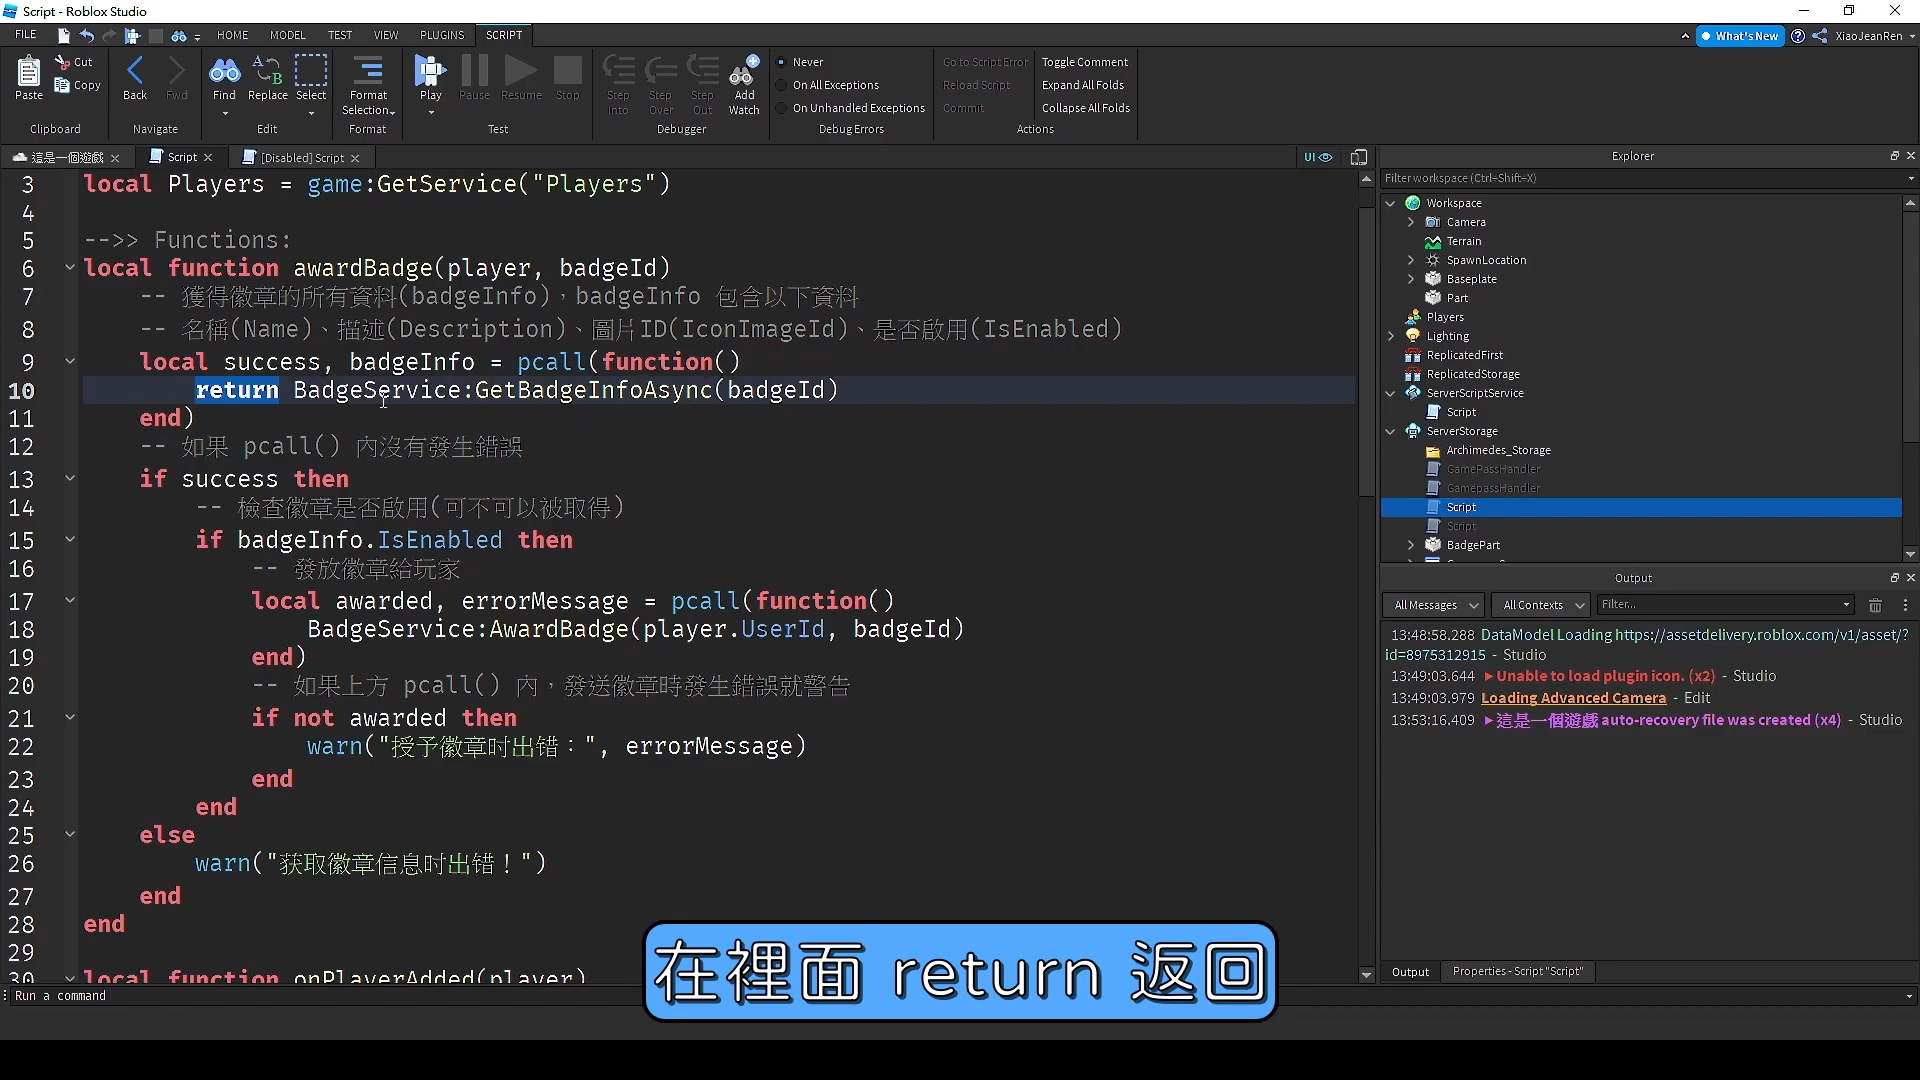 Script - Roblox Studio
FILE
HOME
MODEL
TEST
VIEW
PLUGINS
SCRIPT
What's New
XiaoJeanRen
Paste
Cut
Copy
Clipboard
Back
Fwd
Navigate
Find
Replace
Select
Edit
Format
Selection
Format
Play
Pause
Resume
Stop
Test
Step
Into
Step
Over
Step
Out
Add
Watch
Debugger
Never
On All Exceptions
On Unhandled Exceptions
Debug Errors
Go to Script Error
Reload Script
Commit
Toggle Comment
Expand All Folds
Collapse All Folds
Actions
這是一個遊戲
Script
[Disabled] Script
UI
3 local Players = game:GetService("Players")
4
5 -->> Functions:
6 local function awardBadge(player, badgeId)
7 -- 獲得徽章的所有資料(badgeInfo)，badgeInfo 包含以下資料
8 -- 名稱(Name)、描述(Description)、圖片ID(IconImageId)、是否啟用(IsEnabled)
9 local success, badgeInfo = pcall(function()
10 return BadgeService:GetBadgeInfoAsync(badgeId)
11 end)
12 -- 如果 pcall() 內沒有發生錯誤
13 if success then
14 -- 檢查徽章是否啟用(可不可以被取得)
15 if badgeInfo.IsEnabled then
16 -- 發放徽章給玩家
17 local awarded, errorMessage = pcall(function()
18 BadgeService:AwardBadge(player.UserId, badgeId)
19 end)
20 -- 如果上方 pcall() 內，發送徽章時發生錯誤就警告
21 if not awarded then
22 warn("授予徽章时出错：", errorMessage)
23 end
24 end
25 else
26 warn("获取徽章信息时出错！")
27 end
28 end
29
30 local function onPlayerAdded(player)
Run a command
在裡面 return 返回
Explorer
Filter workspace (Ctrl-Shift-X)
Workspace
Camera
Terrain
SpawnLocation
Baseplate
Part
Players
Lighting
ReplicatedFirst
ReplicatedStorage
ServerScriptService
Script
ServerStorage
Archimedes_Storage
GamePassHandler
GamepassHandler
Script
Script
BadgePart
Output
All Messages
All Contexts
Filter...
13:48:58.288 DataModel Loading https://assetdelivery.roblox.com/v1/asset/?
id=8975312915 - Studio
13:49:03.644 ▶Unable to load plugin icon. (x2) - Studio
13:49:03.979 Loading Advanced Camera - Edit
13:53:16.409 ▶這是一個遊戲 auto-recovery file was created (x4) - Studio
Output
Properties - Script "Script"